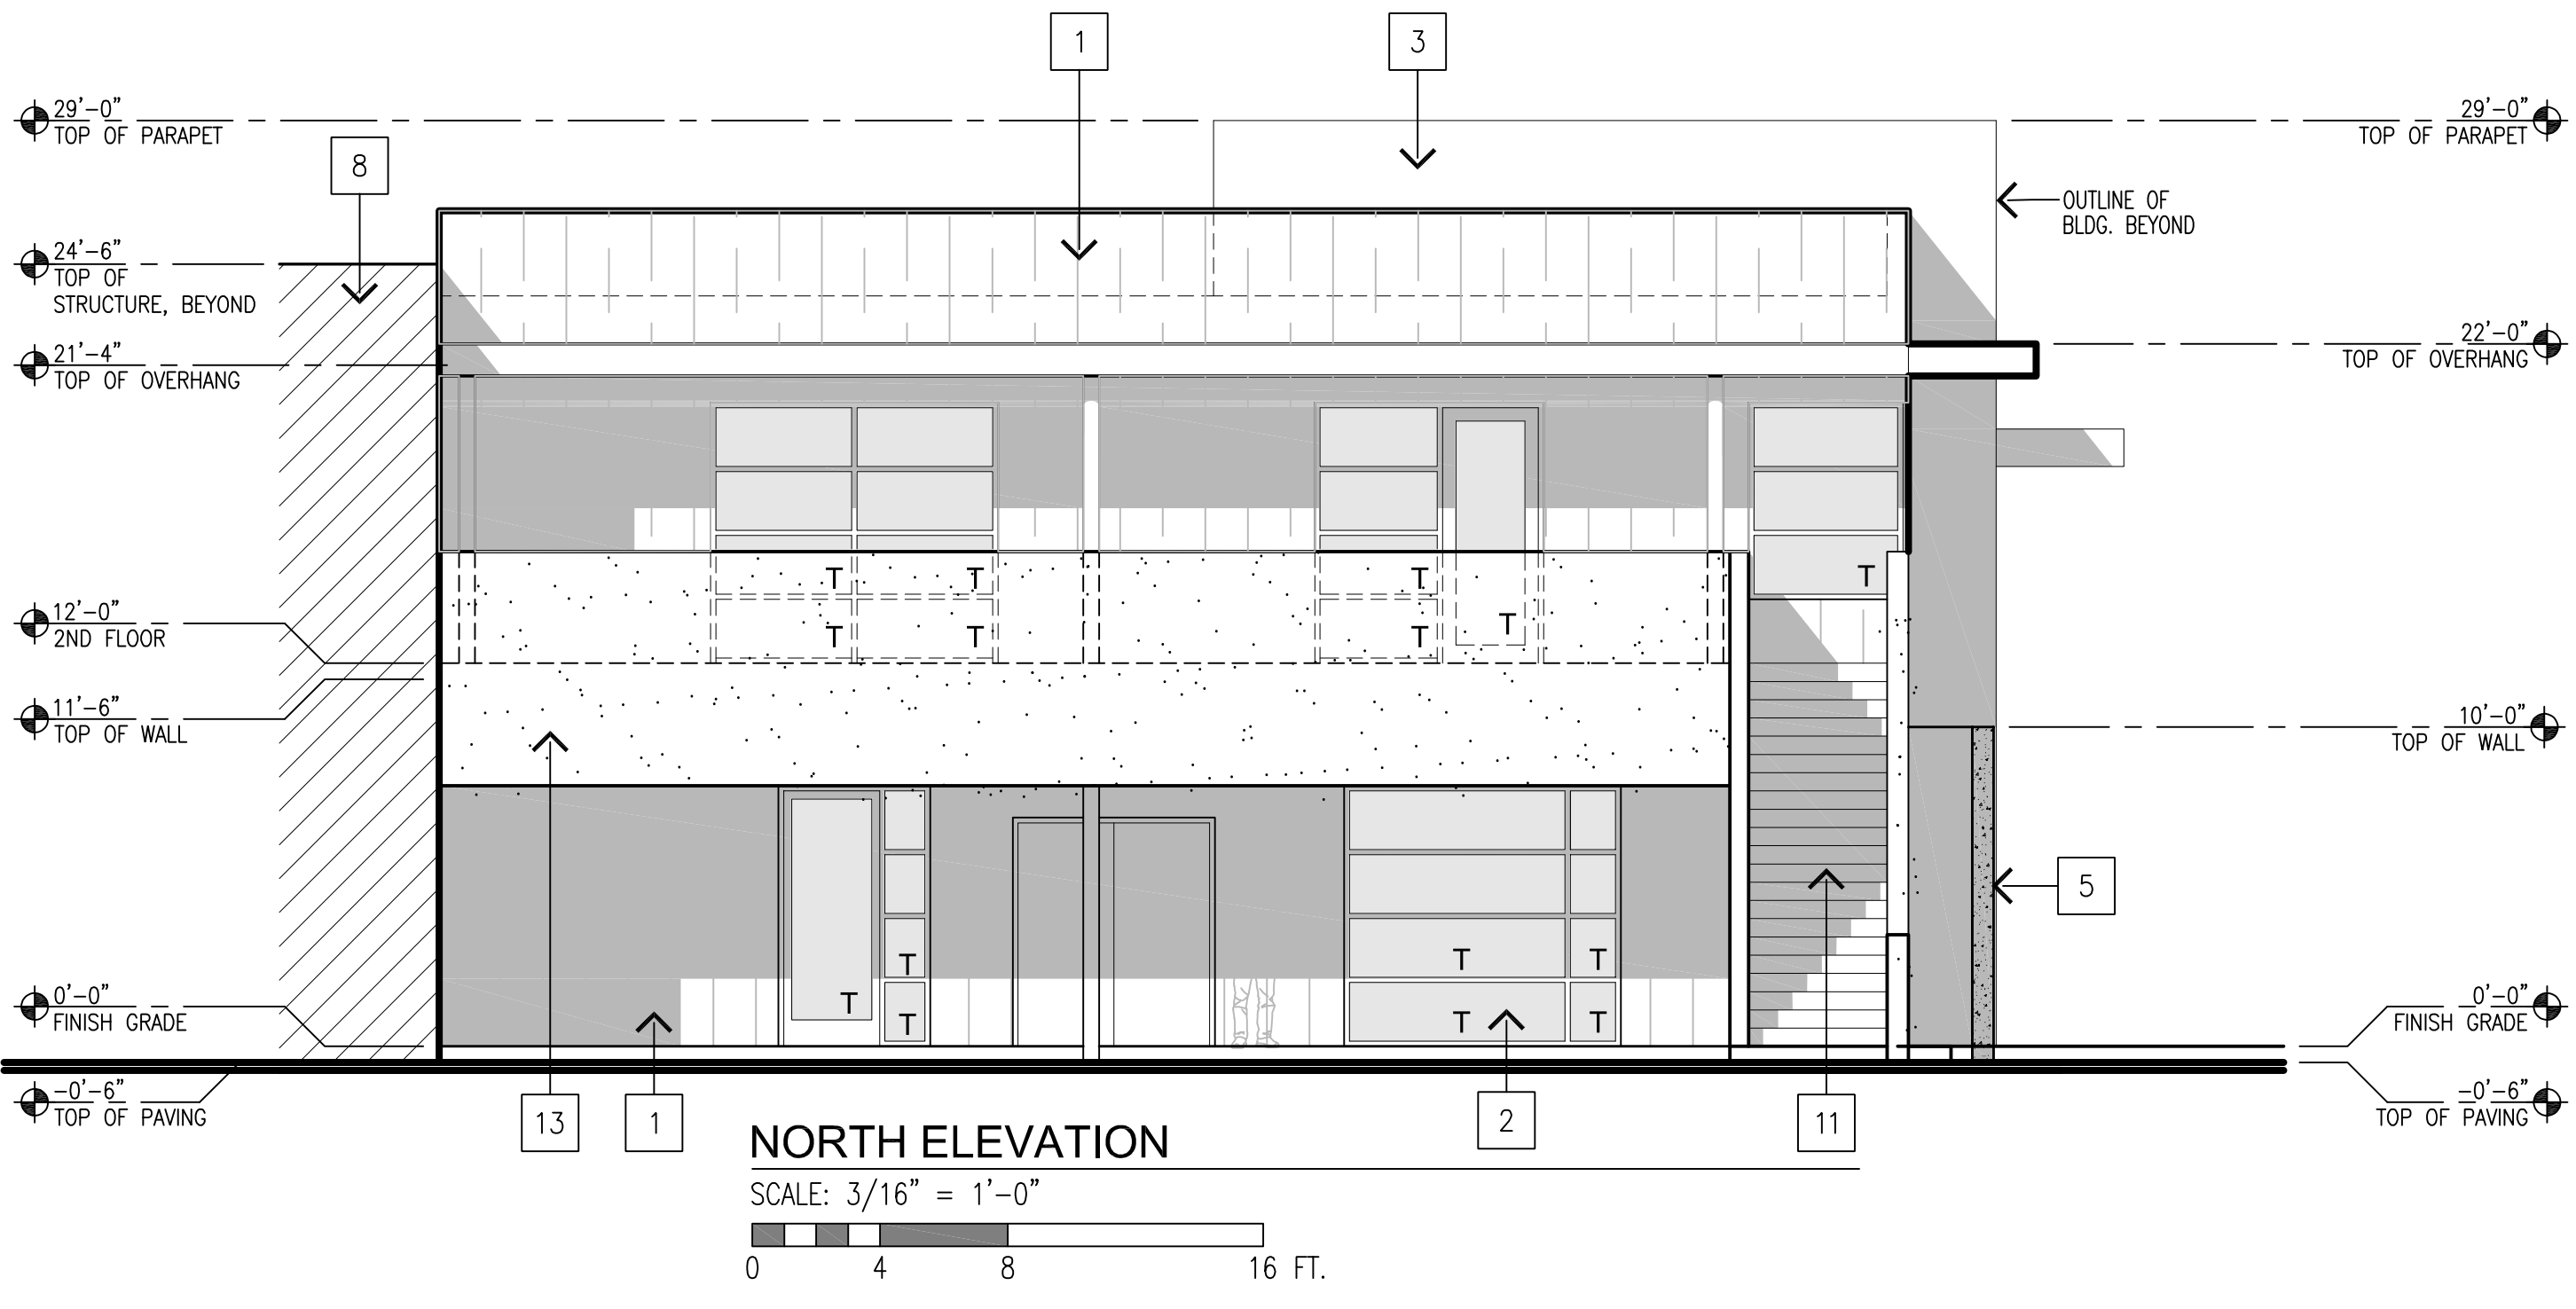 1
3
29'-0"
TOP OF PARAPET
29'-0"
TOP OF PARAPET
8
OUTLINE OF
BLDG. BEYOND
24'-6"
TOP OF
STRUCTURE, BEYOND
21'-4"
TOP OF OVERHANG
22'-0"
TOP OF OVERHANG
T
T
T
T
T
T
T
T
12'-0"
2ND FLOOR
11'-6"
TOP OF WALL
10'-0"
TOP OF WALL
5
T
T
T
T
T
T
T
0'-0"
FINISH GRADE
0'-0"
FINISH GRADE
-0'-6"
TOP OF PAVING
-0'-6"
TOP OF PAVING
13
1
2
11
NORTH ELEVATION
SCALE: 3/16" = 1'-0"
0 4 8 16 FT.